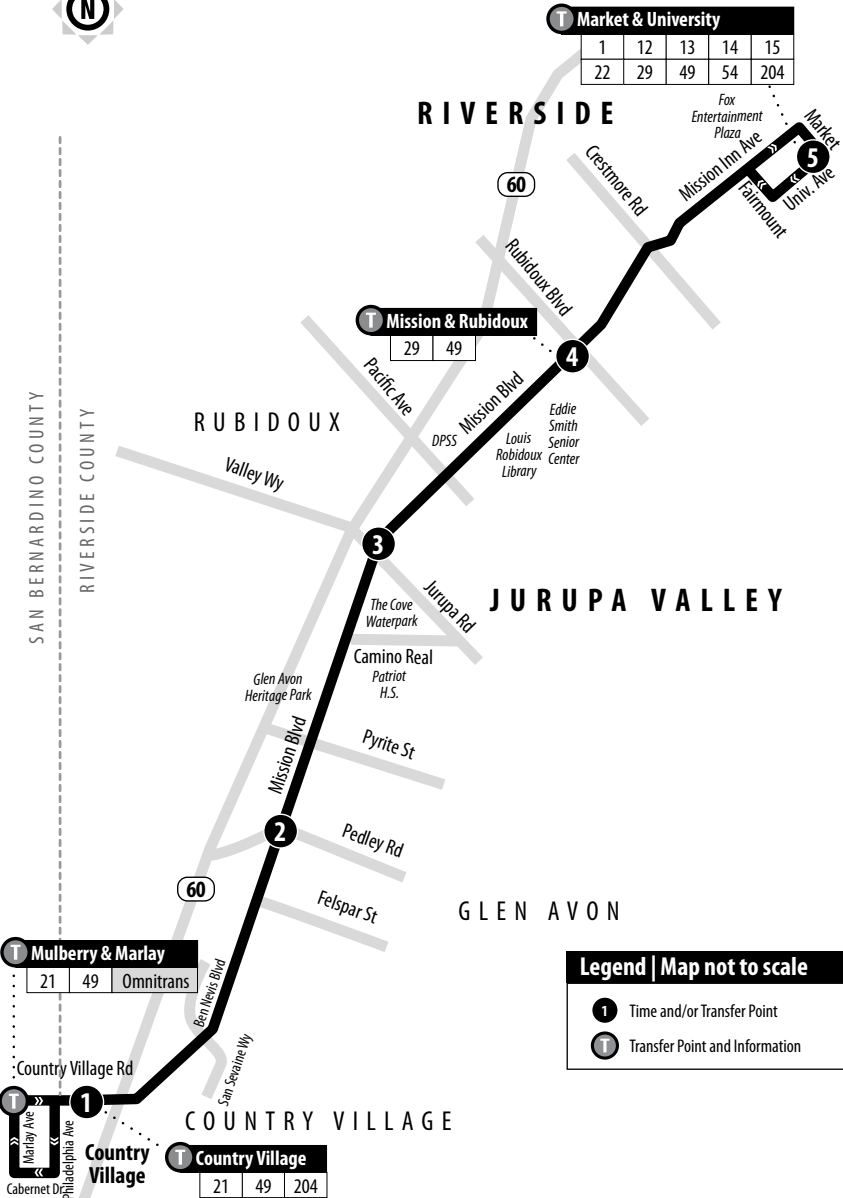 N
T Market & University
1 12 13 14 15
22 29 49 54 204
RIVERSIDE
Fox
Entertainment
Plaza
Market
5
Mission Inn Ave
Univ. Ave
Fairmount
Crestmore Rd
60
Rubidoux Blvd
T Mission & Rubidoux
29 49
4
Pacific Ave
Mission Blvd
Eddie
Smith
Senior
Center
DPSS
Louis
Robidoux
Library
RUBIDOUX
Valley Wy
SAN BERNARDINO COUNTY
RIVERSIDE COUNTY
3
JURUPA VALLEY
The Cove
Waterpark
Jurupa Rd
Camino Real
Patriot
H.S.
Glen Avon
Heritage Park
Mission Blvd
Pyrite St
2
Pedley Rd
60
Felspar St
GLEN AVON
T Mulberry & Marlay
21 49 Omnitrans
Ben Nevis Blvd
San Sevaine Wy
Legend | Map not to scale
1 Time and/or Transfer Point
T Transfer Point and Information
Country Village Rd
T
1
Marlay Ave
Philadelphia Ave
Cabernet Dr
COUNTRY VILLAGE
Country
Village
T Country Village
21 49 204